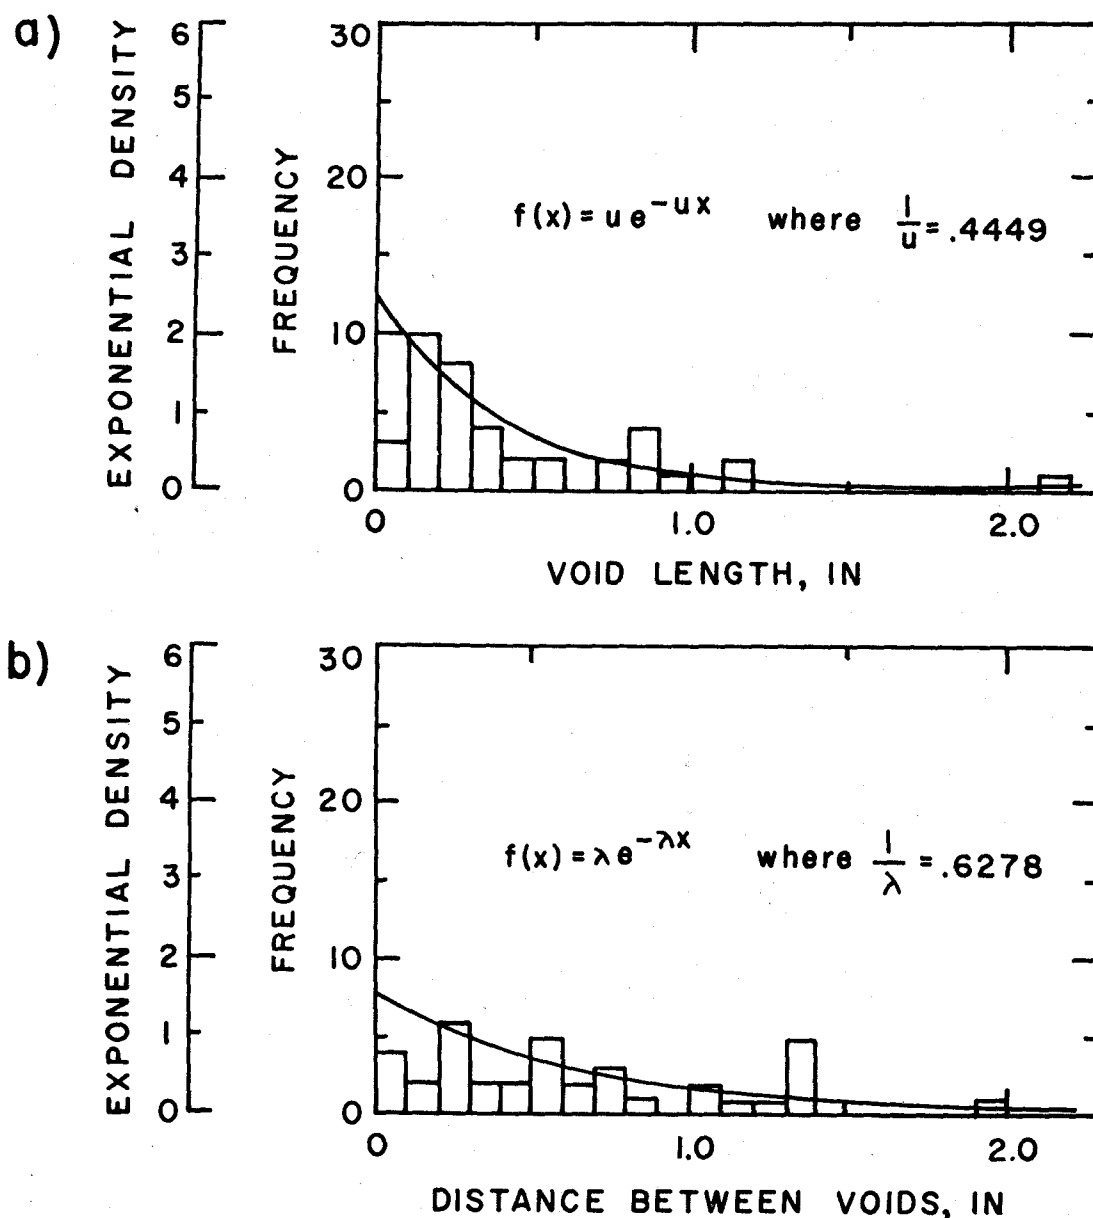 a)
EXPONENTIAL DENSITY
6
5
4
3
2
1
0
FREQUENCY
30
20
10
0
f(x) = u e^-ux where 1/u = .4449
0 1.0 2.0
VOID LENGTH, IN
b)
EXPONENTIAL DENSITY
6
5
4
3
2
1
0
FREQUENCY
30
20
10
0
f(x) = λ e^-λx where 1/λ = .6278
0 1.0 2.0
DISTANCE BETWEEN VOIDS, IN